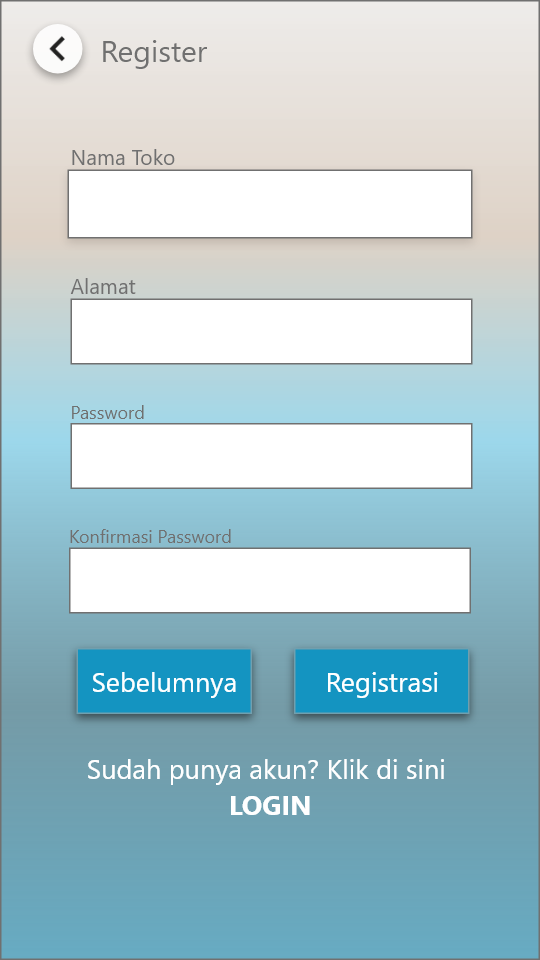 Register
Nama Toko
Alamat
Password
Konfirmasi Password
Sebelumnya
Registrasi
Sudah punya akun? Klik di sini
LOGIN